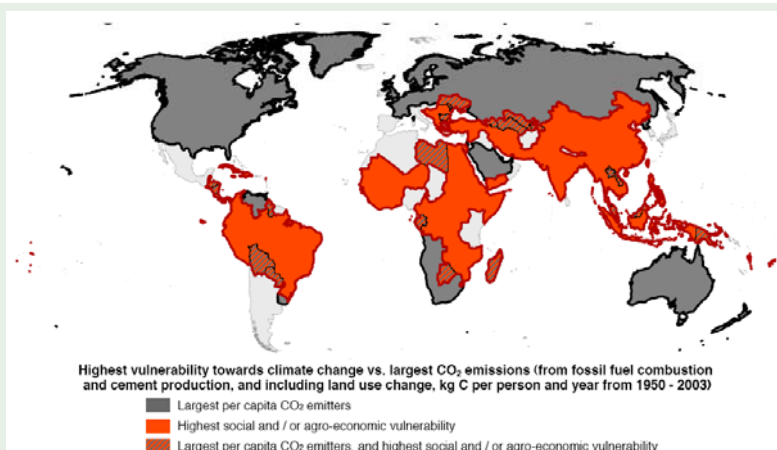 Highest vulnerability towards climate change vs. largest CO₂ emissions (from fossil fuel combustion
and cement production, and including land use change, kg C per person and year from 1950 - 2003)
Largest per capita CO₂ emitters
Highest social and / or agro-economic vulnerability
Largest per capita CO₂ emitters, and highest social and / or agro-economic vulnerability